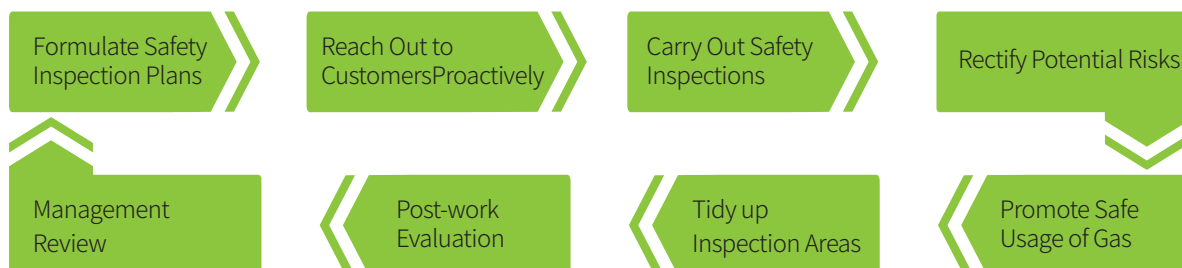 Formulate Safety
Inspection Plans
Reach Out to
CustomersProactively
Carry Out Safety
Inspections
Rectify Potential Risks
Promote Safe
Usage of Gas
Tidy up
Inspection Areas
Post-work
Evaluation
Management
Review